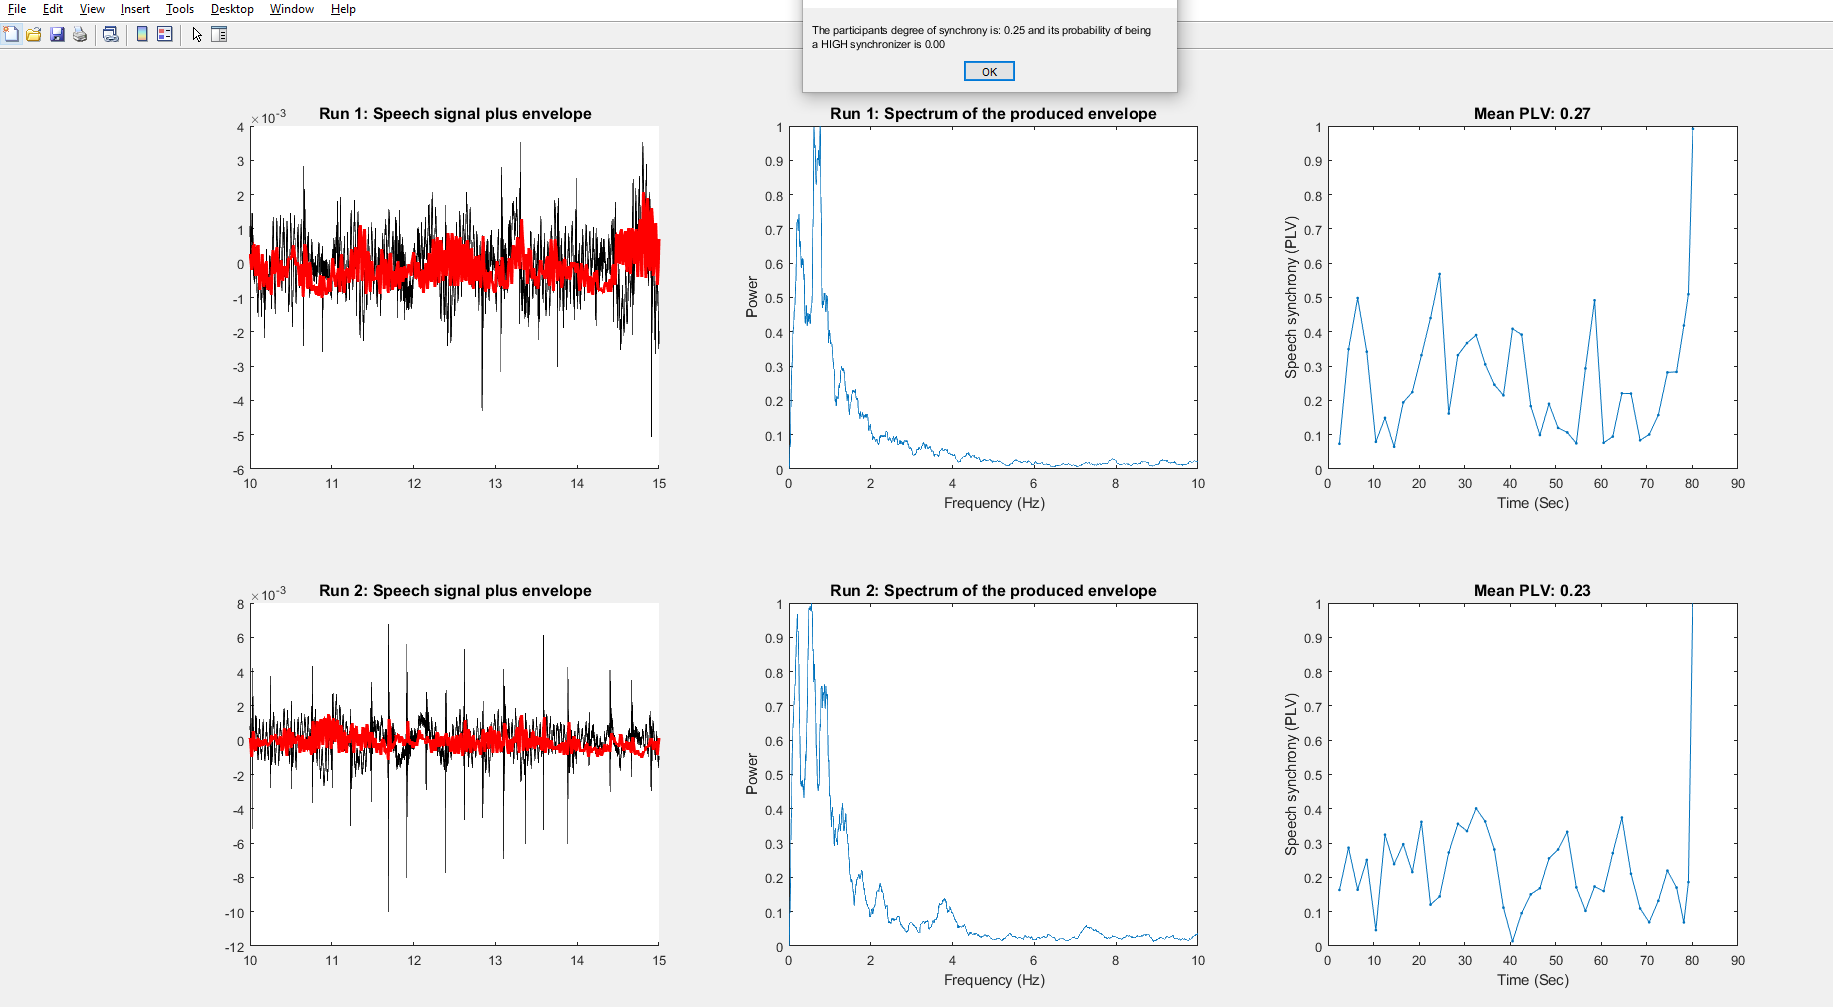 File Edit View Insert Tools Desktop Window Help
The participants degree of synchrony is: 0.25 and its probability of being
a HIGH synchronizer is 0.00
OK
Run 1: Speech signal plus envelope
×10-3
4
3
2
1
0
-1
-2
-3
-4
-5
-6
10 11 12 13 14 15
Run 1: Spectrum of the produced envelope
Power
1
0.9
0.8
0.7
0.6
0.5
0.4
0.3
0.2
0.1
0
0 2 4 6 8 10
Frequency (Hz)
Mean PLV: 0.27
Speech synchrony (PLV)
1
0.9
0.8
0.7
0.6
0.5
0.4
0.3
0.2
0.1
0
0 10 20 30 40 50 60 70 80 90
Time (Sec)
Run 2: Speech signal plus envelope
×10-3
8
6
4
2
0
-2
-4
-6
-8
-10
-12
10 11 12 13 14 15
Run 2: Spectrum of the produced envelope
Power
1
0.9
0.8
0.7
0.6
0.5
0.4
0.3
0.2
0.1
0
0 2 4 6 8 10
Frequency (Hz)
Mean PLV: 0.23
Speech synchrony (PLV)
1
0.9
0.8
0.7
0.6
0.5
0.4
0.3
0.2
0.1
0
0 10 20 30 40 50 60 70 80 90
Time (Sec)